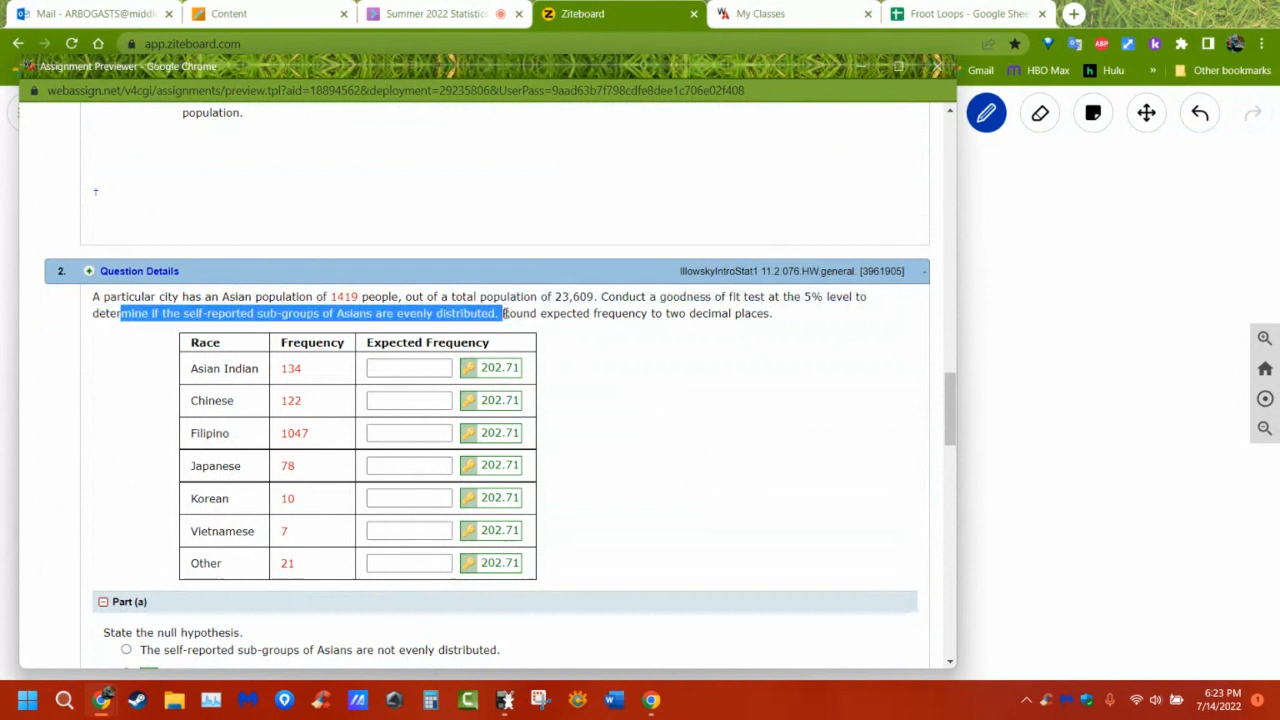 Mail - ARBOGASTS@middl
Content
Summer 2022 Statistics
Ziteboard
My Classes
Froot Loops - Google Shee
app.ziteboard.com
Assignment Previewer - Google Chrome
Gmail
HBO Max
Hulu
»
Other bookmarks
webassign.net/v4cgi/assignments/preview.tpl?aid=18894562&deployment=29235806&UserPass=9aad63b7f798cdfe8dee1c706e02f408
population.
2. Question Details IllowskyIntroStat1 11.2.076.HW.general. [3961905] -
A particular city has an Asian population of 1419 people, out of a total population of 23,609. Conduct a goodness of fit test at the 5% level to
determine if the self-reported sub-groups of Asians are evenly distributed. Round expected frequency to two decimal places.
Race Frequency Expected Frequency
Asian Indian 134 202.71
Chinese 122 202.71
Filipino 1047 202.71
Japanese 78 202.71
Korean 10 202.71
Vietnamese 7 202.71
Other 21 202.71
Part (a)
State the null hypothesis.
The self-reported sub-groups of Asians are not evenly distributed.
6:23 PM
7/14/2022